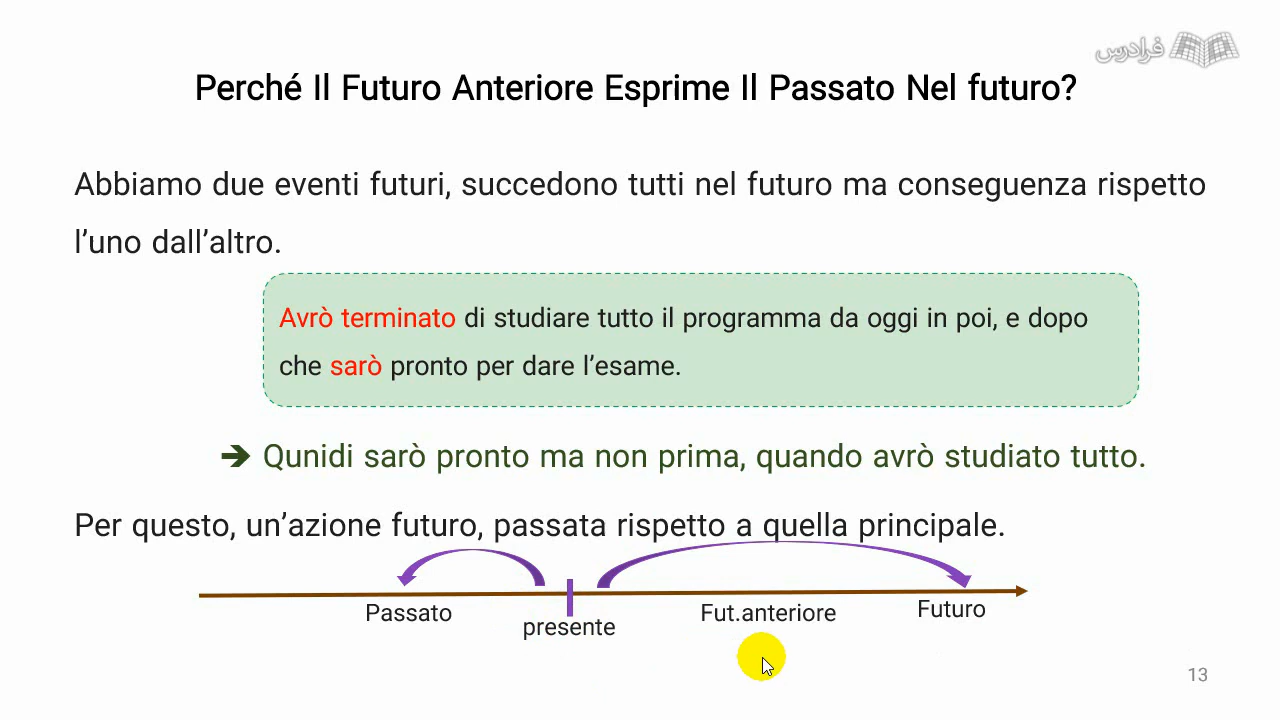 فرادرس
Perché Il Futuro Anteriore Esprime Il Passato Nel futuro?
Abbiamo due eventi futuri, succedono tutti nel futuro ma conseguenza rispetto
l’uno dall’altro.
Avrò terminato di studiare tutto il programma da oggi in poi, e dopo
che sarò pronto per dare l’esame.
➔ Qunidi sarò pronto ma non prima, quando avrò studiato tutto.
Per questo, un’azione futuro, passata rispetto a quella principale.
Passato
presente
Fut.anteriore
Futuro
13